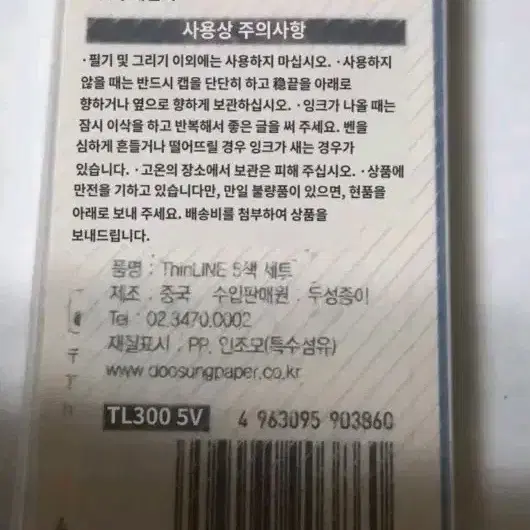 사용상 주의사항
·필기 및 그리기 이외에는 사용하지 마십시오. ·사용하지
않을 때는 반드시 캡을 단단히 하고 稳끝을 아래로
향하거나 옆으로 향하게 보관하십시오. ·잉크가 나올 때는
잠시 이삭을 하고 반복해서 좋은 글을 써 주세요. 벤을
심하게 흔들거나 떨어뜨릴 경우 잉크가 새는 경우가
있습니다. ·고온의 장소에서 보관은 피해 주십시오. ·상품에
만전을 기하고 있습니다만, 만일 불량품이 있으면, 현품을
아래로 보내 주세요. 배송비를 첨부하여 상품을
보내드립니다.
품명 : ThinLINE 5색 세트
제조 : 중국 수입판매원 : 두성종이
Tel : 02.3470.0002
재질표시 : PP, 인조모(특수섬유)
www.doosungpaper.co.kr
TL300 5V 4 963095 903860